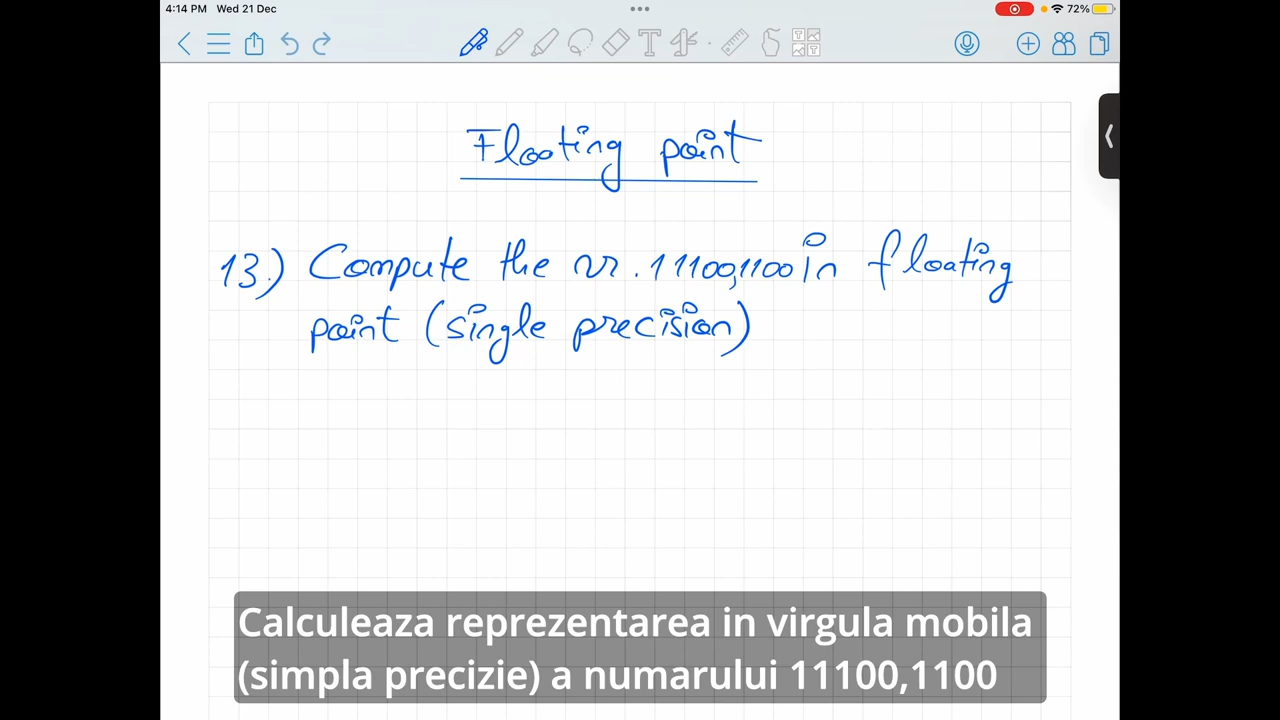 4:14 PM Wed 21 Dec
72%
Floating point
13.) Compute the nr. 11100,1100 in floating
point (single precision)
Calculeaza reprezentarea in virgula mobila
(simpla precizie) a numarului 11100,1100